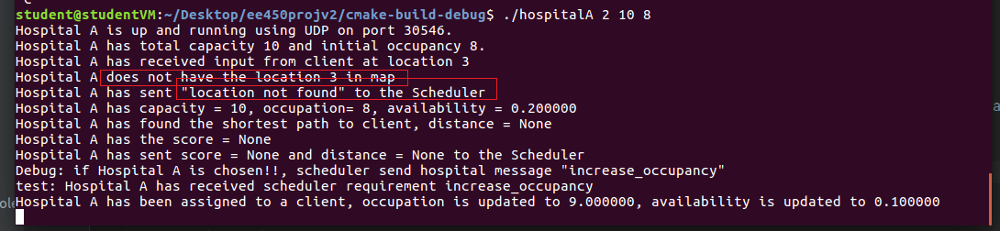 student@studentVM:~/Desktop/ee450projv2/cmake-build-debug$ ./hospitalA 2 10 8
Hospital A is up and running using UDP on port 30546.
Hospital A has total capacity 10 and initial occupancy 8.
Hospital A has received input from client at location 3
Hospital A does not have the location 3 in map
Hospital A has sent "location not found" to the Scheduler
Hospital A has capacity = 10, occupation= 8, availability = 0.200000
Hospital A has found the shortest path to client, distance = None
Hospital A has the score = None
Hospital A has sent score = None and distance = None to the Scheduler
Debug: if Hospital A is chosen!!, scheduler send hospital message "increase_occupancy"
test: Hospital A has received scheduler requirement increase_occupancy
Hospital A has been assigned to a client, occupation is updated to 9.000000, availability is updated to 0.100000